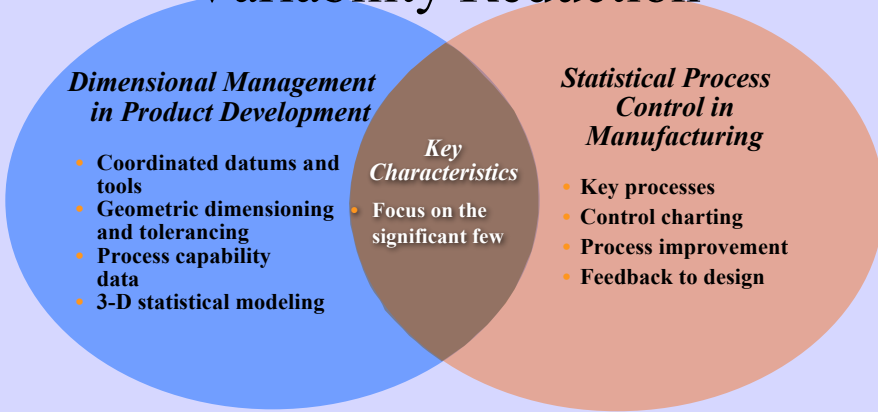 Variability Reduction
Dimensional Management
in Product Development
• Coordinated datums and
tools
• Geometric dimensioning
and tolerancing
• Process capability
data
• 3-D statistical modeling
Key
Characteristics
• Focus on the
significant few
Statistical Process
Control in
Manufacturing
• Key processes
• Control charting
• Process improvement
• Feedback to design